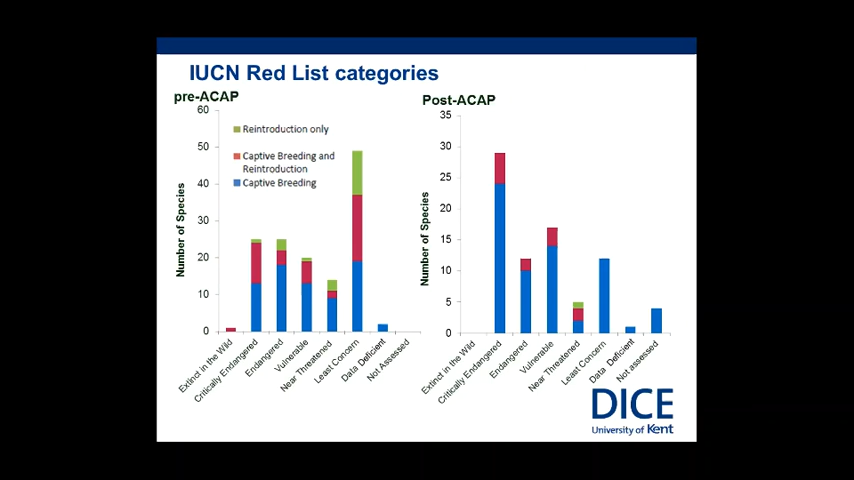 IUCN Red List categories
pre-ACAP
60
50
40
30
20
10
0
Number of Species
Reintroduction only
Captive Breeding and
Reintroduction
Captive Breeding
Extinct in the Wild
Critically Endangered
Endangered
Vulnerable
Near Threatened
Least Concern
Data Deficient
Not Assessed
Post-ACAP
35
30
25
20
15
10
5
0
Number of Species
Extinct in the Wild
Critically Endangered
Endangered
Vulnerable
Near Threatened
Least Concern
Data Deficient
Not assessed
DICE
University of Kent